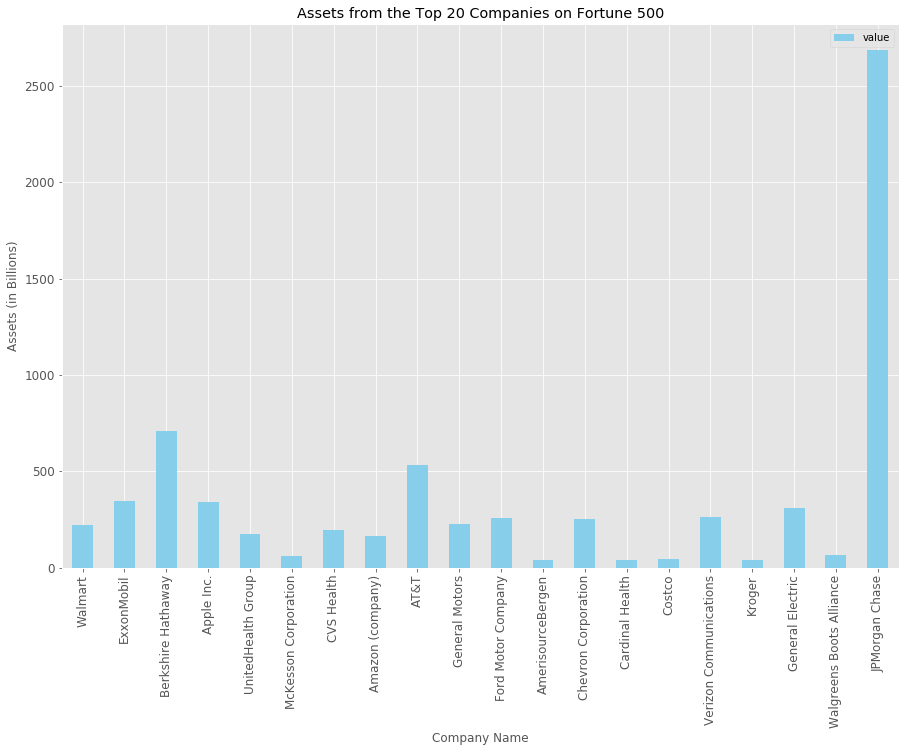 Assets from the Top 20 Companies on Fortune 500
value
Assets (in Billions)
2500
2000
1500
1000
500
0
Walmart
ExxonMobil
Berkshire Hathaway
Apple Inc.
UnitedHealth Group
McKesson Corporation
CVS Health
Amazon (company)
AT&T
General Motors
Ford Motor Company
AmerisourceBergen
Chevron Corporation
Cardinal Health
Costco
Verizon Communications
Kroger
General Electric
Walgreens Boots Alliance
JPMorgan Chase
Company Name